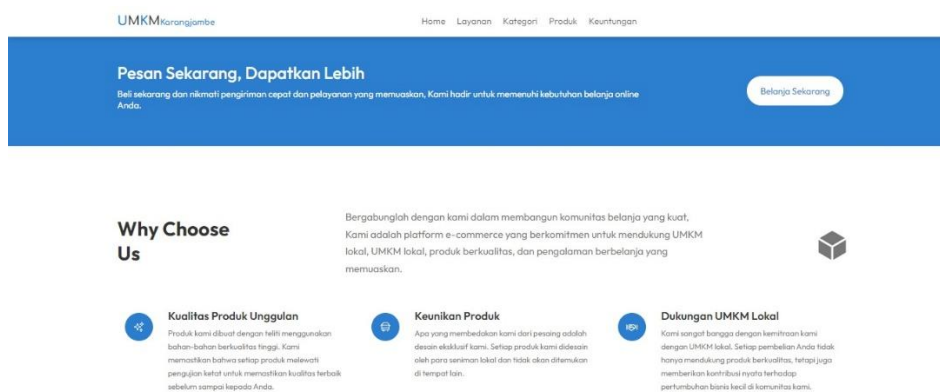 UMKMKarangjambe
Home Layanan Kategori Produk Keuntungan
Pesan Sekarang, Dapatkan Lebih
Beli sekarang dan nikmati pengiriman cepat dan pelayanan yang memuaskan, Kami hadir untuk memenuhi kebutuhan belanja online
Anda.
Belanja Sekarang
Why Choose
Us
Bergabunglah dengan kami dalam membangun komunitas belanja yang kuat,
Kami adalah platform e-commerce yang berkomitmen untuk mendukung UMKM
lokal, UMKM lokal, produk berkualitas, dan pengalaman berbelanja yang
memuaskan.
Kualitas Produk Unggulan
Produk kami dibuat dengan teliti menggunakan
bahan-bahan berkualitas tinggi. Kami
memastikan bahwa setiap produk melewati
pengujian ketat untuk memastikan kualitas terbaik
sebelum sampai kepada Anda.
Keunikan Produk
Apa yang membedakan kami dari pesaing adalah
desain eksklusif kami. Setiap produk kami didesain
oleh para seniman lokal dan tidak akan ditemukan
di tempat lain.
Dukungan UMKM Lokal
Kami sangat bangga dengan kemitraan kami
dengan UMKM lokal. Setiap pembelian Anda tidak
hanya mendukung produk berkualitas, tetapi juga
memberikan kontribusi nyata terhadap
pertumbuhan bisnis kecil di komunitas kami.